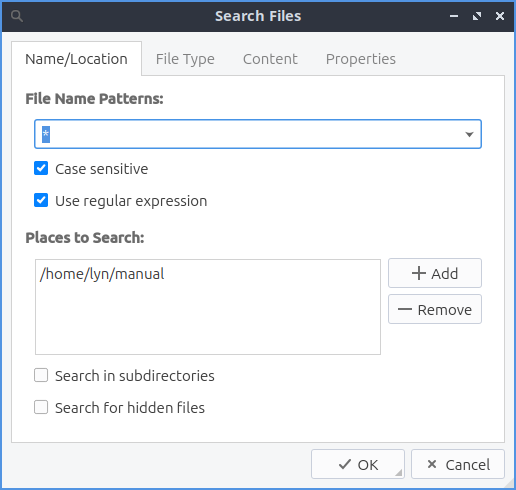 Search Files
Name/Location File Type Content Properties
File Name Patterns:
*
Case sensitive
Use regular expression
Places to Search:
/home/lyn/manual
Add
Remove
Search in subdirectories
Search for hidden files
OK Cancel